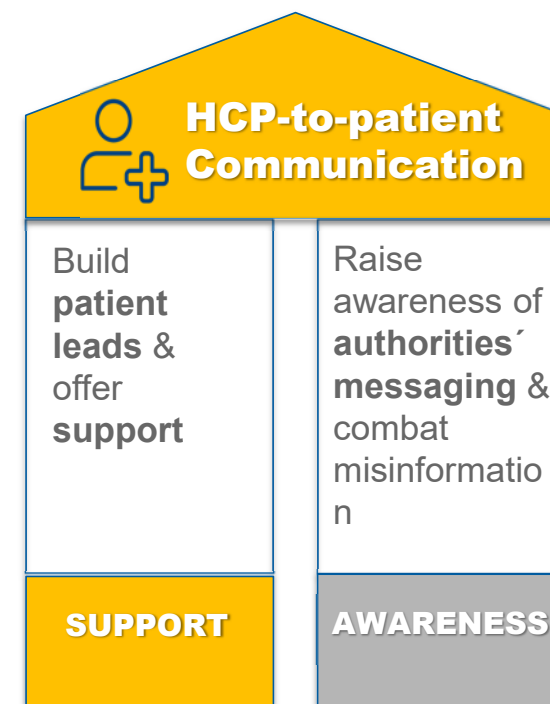 HCP-to-patient
Communication
Build
patient
leads &
offer
support
Raise
awareness of
authorities´
messaging &
combat
misinformatio
n
SUPPORT
AWARENESS